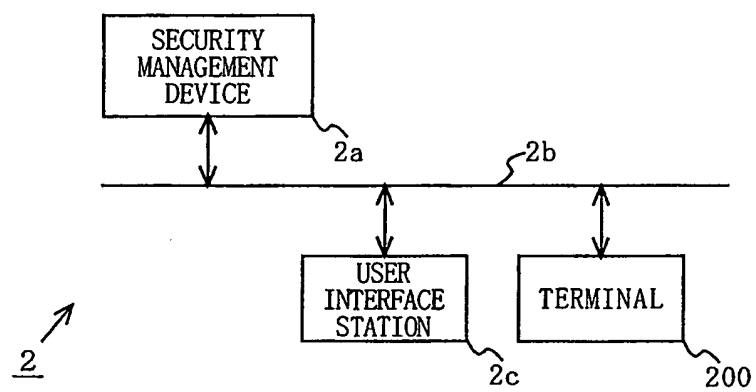 SECURITY
MANAGEMENT
DEVICE
2a
2b
USER
INTERFACE
STATION
TERMINAL
2
2c
200